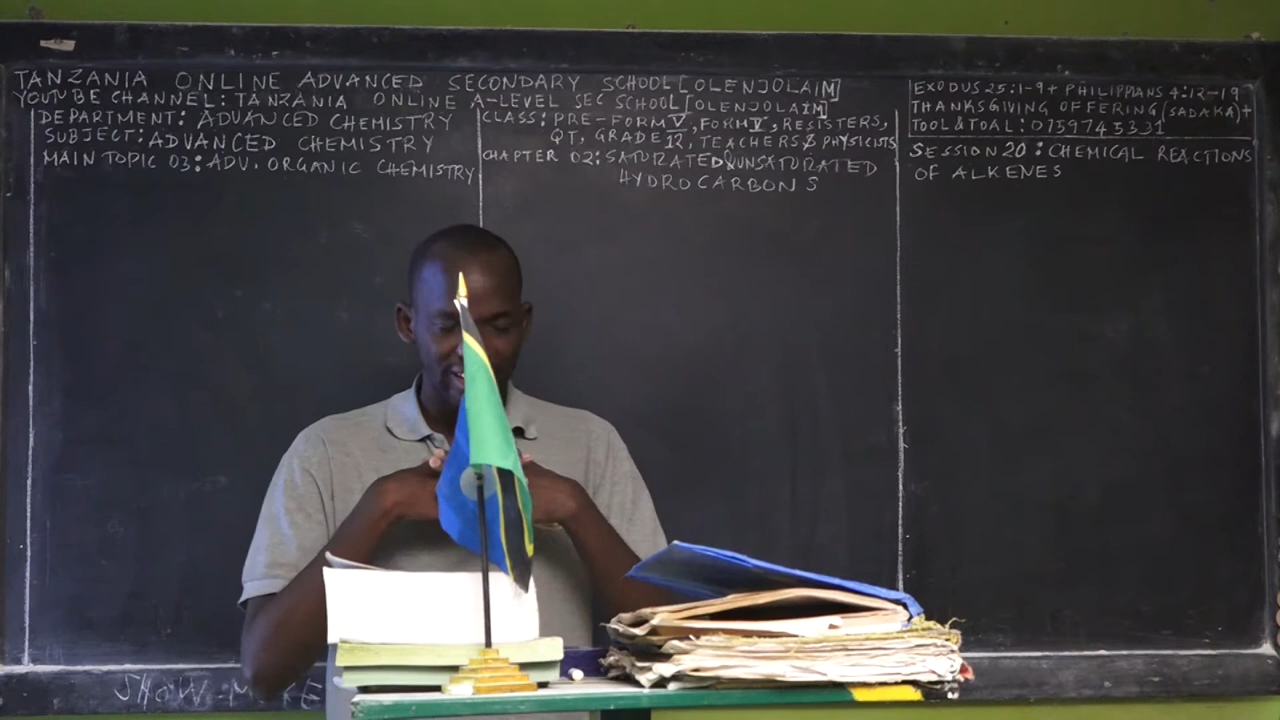 TANZANIA ONLINE ADVANCED SECONDARY SCHOOL [OLENJOLAIM]
YOUTUBE CHANNEL: TANZANIA ONLINE A-LEVEL SEC SCHOOL [OLENJOLAIM]
DEPARTMENT: ADVANCED CHEMISTRY
SUBJECT: ADVANCED CHEMISTRY
MAIN TOPIC 03: ADV. ORGANIC CHEMISTRY
CLASS: PRE-FORM V, FORM V, RESISTERS,
QT, GRADE 12, TEACHERS & PHYSICISTS
CHAPTER 02: SATURATED & UNSATURATED
HYDROCARBONS
EXODUS 25:1-9 + PHILIPPIANS 4:12-19
THANKSGIVING OFFERING (SADAKA) +
TOOL & TOAL: 0759745331
SESSION 20: CHEMICAL REACTIONS
OF ALKENES
SHOW